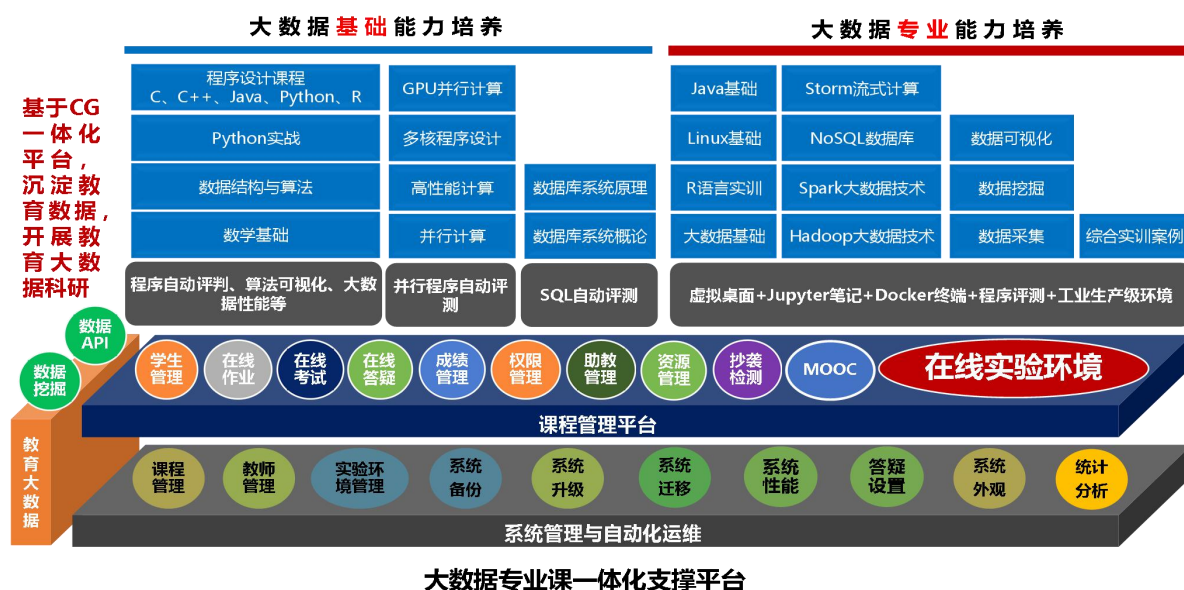 大数据基础能力培养
大数据专业能力培养
基于CG
一体化
平台，
沉淀教
育数据，
开展教
育大数
据科研
程序设计课程
C、C++、Java、Python、R
Python实战
数据结构与算法
数学基础
GPU并行计算
多核程序设计
高性能计算
并行计算
数据库系统原理
数据库系统概论
Java基础
Linux基础
R语言实训
大数据基础
Storm流式计算
NoSQL数据库
Spark大数据技术
Hadoop大数据技术
数据可视化
数据挖掘
数据采集
综合实训案例
程序自动评判、算法可视化、大数
据性能等
并行程序自动评
测
SQL自动评测
虚拟桌面+Jupyter笔记+Docker终端+程序评测+工业生产级环境
数据
API
数据
挖掘
教
育
大
数
据
学生
管理
在线
作业
在线
考试
在线
答疑
成绩
管理
权限
管理
助教
管理
资源
管理
抄袭
检测
MOOC
在线实验环境
课程管理平台
课程
管理
教师
管理
实验环
境管理
系统
备份
系统
升级
系统
迁移
系统
性能
答疑
设置
系统
外观
统计
分析
系统管理与自动化运维
大数据专业课一体化支撑平台